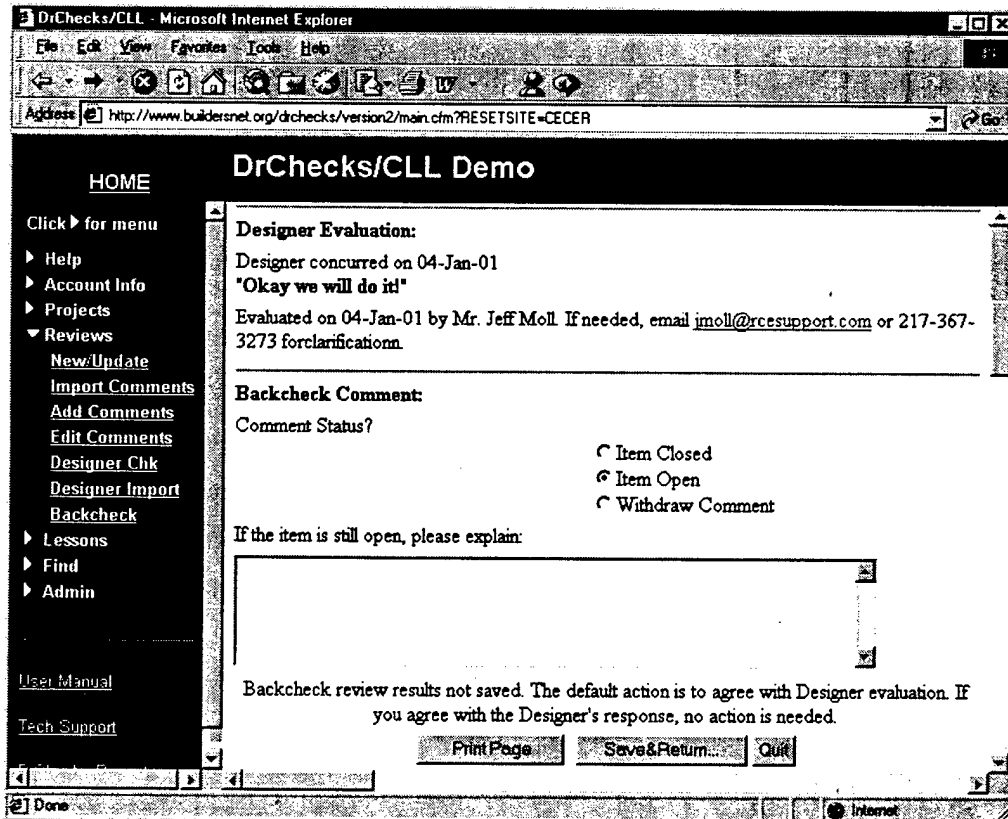 DrChecks/CLL - Microsoft Internet Explorer
File Edit View Favorites Tools Help
Address http://www.buildersnet.org/drchecks/version2/main.cfm?RESETSITE=CECER Go
HOME
DrChecks/CLL Demo
Click for menu
Help
Account Info
Projects
Reviews
New/Update
Import Comments
Add Comments
Edit Comments
Designer Chk
Designer Import
Backcheck
Lessons
Find
Admin
User Manual
Tech Support
Designer Evaluation:
Designer concurred on 04-Jan-01
"Okay we will do it!"
Evaluated on 04-Jan-01 by Mr. Jeff Moll. If needed, email jmoll@rcesupport.com or 217-367-
3273 forclarificationn.
Backcheck Comment:
Comment Status?
Item Closed
Item Open
Withdraw Comment
If the item is still open, please explain:
Backcheck review results not saved. The default action is to agree with Designer evaluation. If
you agree with the Designer's response, no action is needed.
Print Page Save&Return... Quit
Done Internet